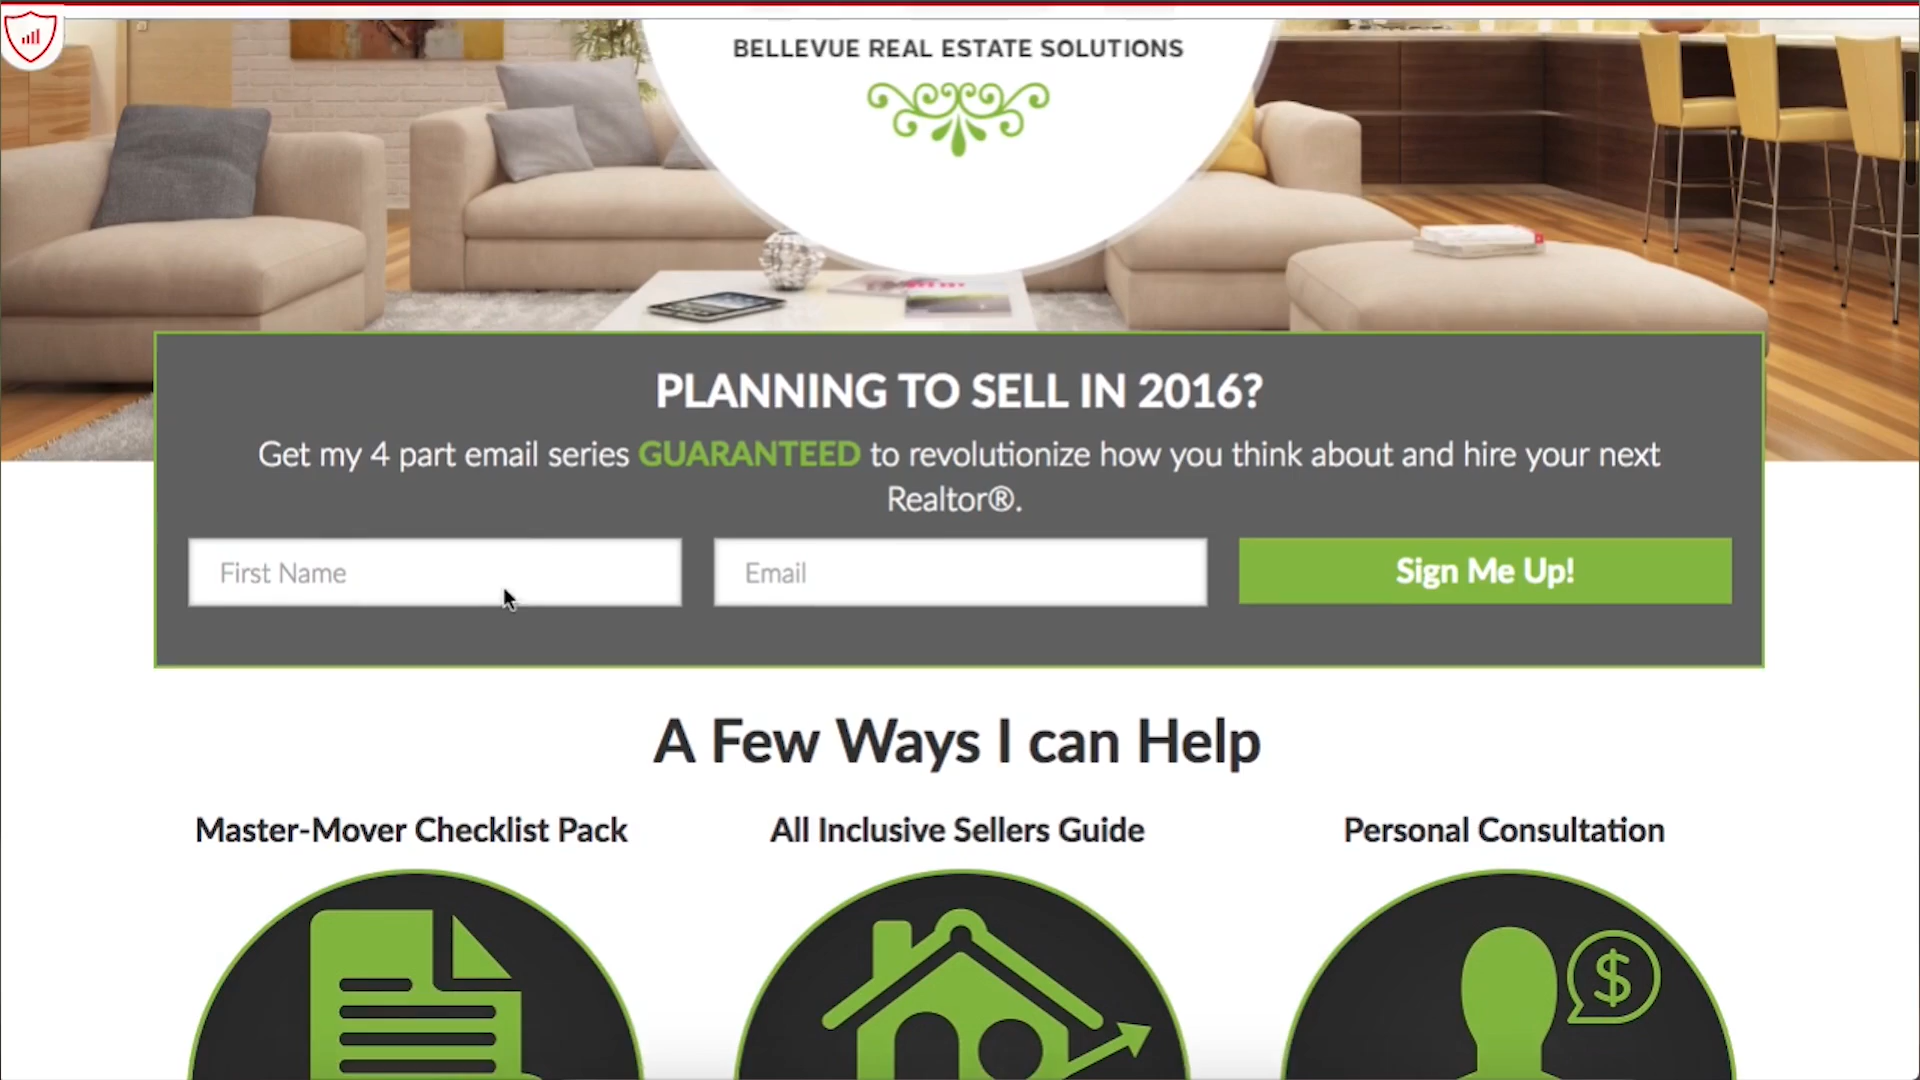 BELLEVUE REAL ESTATE SOLUTIONS
PLANNING TO SELL IN 2016?
Get my 4 part email series GUARANTEED to revolutionize how you think about and hire your next
Realtor®.
First Name
Email
Sign Me Up!
A Few Ways I can Help
Master-Mover Checklist Pack
All Inclusive Sellers Guide
Personal Consultation
$